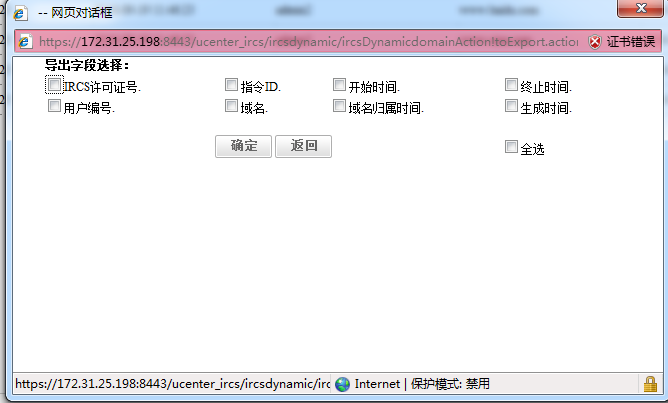 -- 网页对话框
https://172.31.25.198:8443/ucenter_ircs/ircsdynamic/ircsDynamicdomainActionItoExport.action 证书错误
导出字段选择：
IRCS许可证号. 指令ID. 开始时间. 终止时间.
用户编号. 域名. 域名归属时间. 生成时间.
确定 返回 全选
https://172.31.25.198:8443/ucenter_ircs/ircsdynamic/irc Internet | 保护模式: 禁用